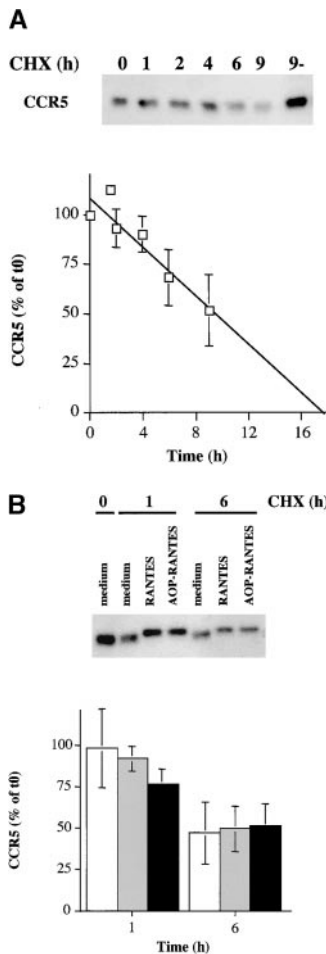 A
CHX (h) 0 1 2 4 6 9 9-
CCR5
CCR5 (% of t0)
100
75
50
25
0
0 4 8 12 16
Time (h)
B
0 1 6 CHX (h)
medium medium RANTES AOP-RANTES medium RANTES AOP-RANTES
CCR5 (% of t0)
100
75
50
25
0
1 6
Time (h)